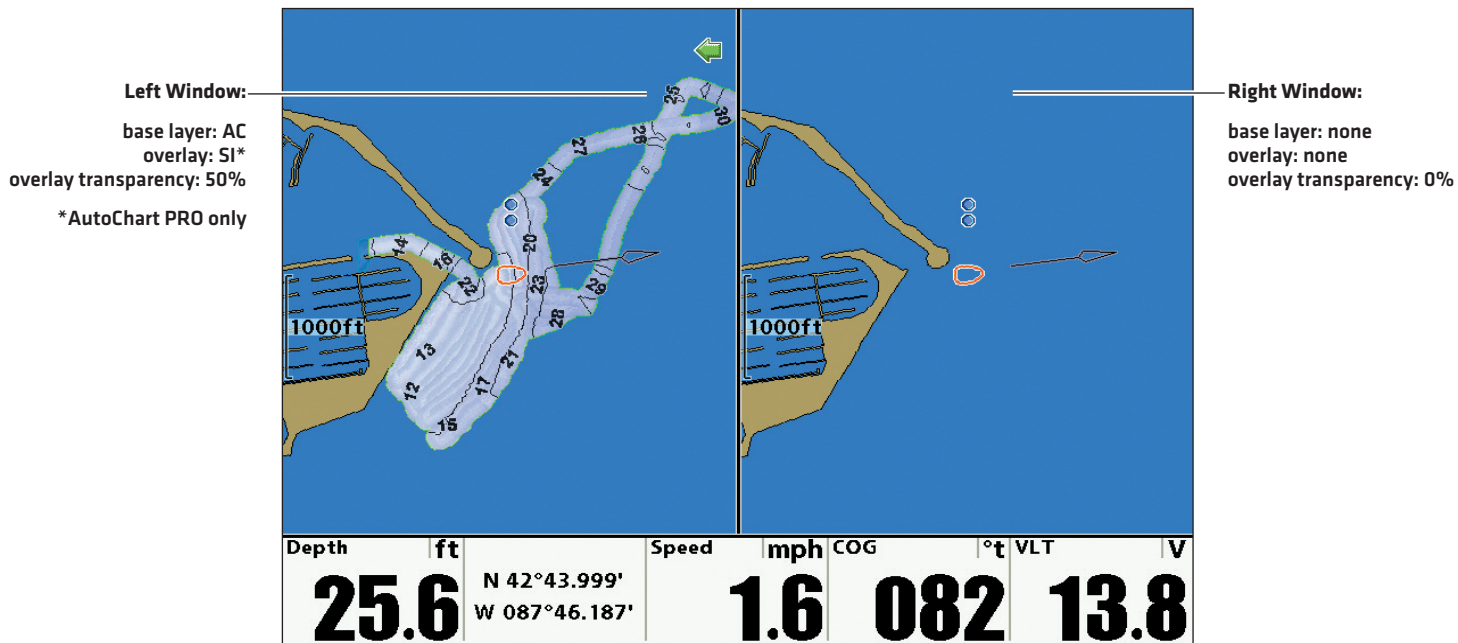 Left Window:
base layer: AC
overlay: SI*
overlay transparency: 50%
*AutoChart PRO only
25
30
26
27
24
20
14
16
22
23
29
28
1000ft
13
21
12
17
15
1000ft
Right Window:
base layer: none
overlay: none
overlay transparency: 0%
Depth ft
25.6
N 42°43.999'
W 087°46.187'
Speed mph
1.6
COG °t
082
VLT V
13.8